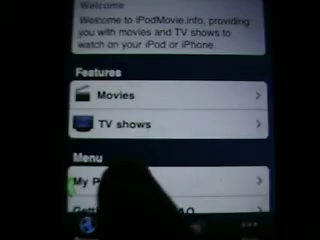 Welcome
Welcome to iPodMovie.info, providing
you with movies and TV shows to
watch on your iPod or iPhone.
Features
Movies
TV shows
Menu
My